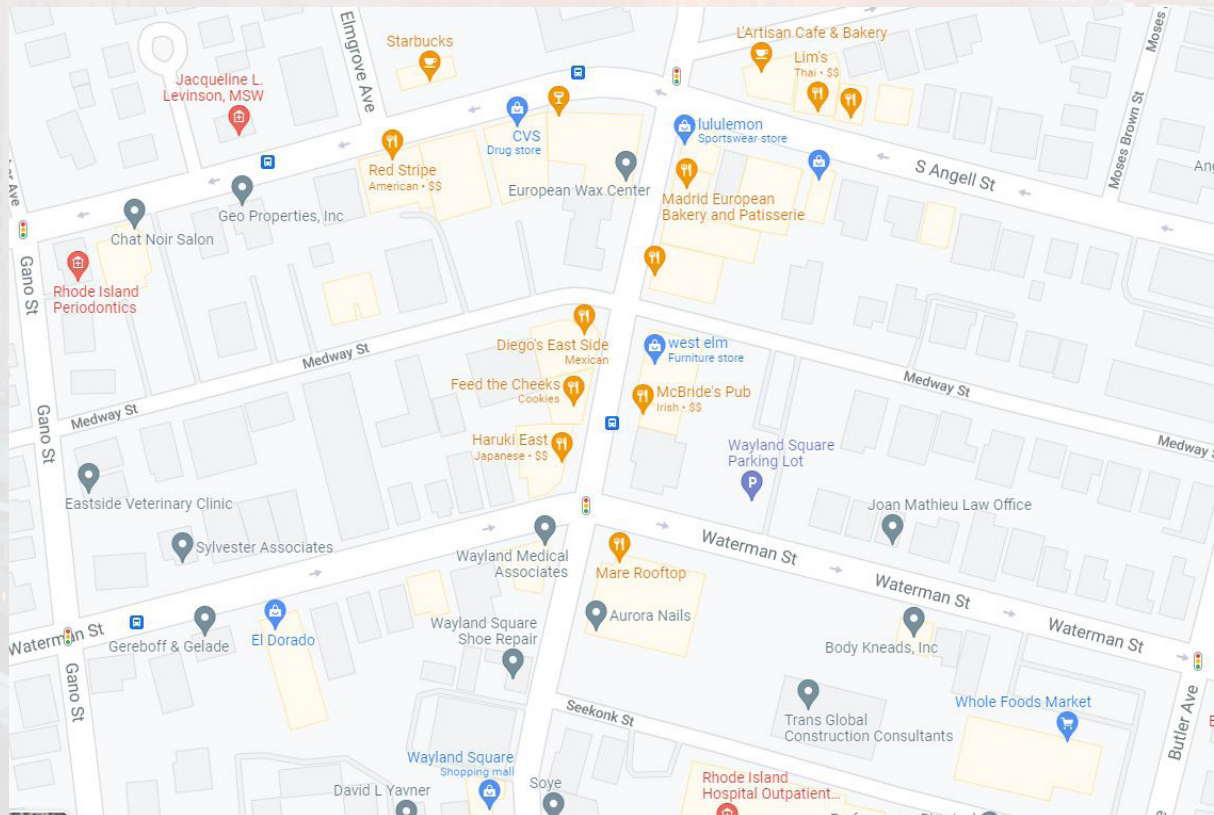 Elmgrove Ave
Starbucks
L'Artisan Cafe & Bakery
Lim's
Thai • $$
Moses
Jacqueline L.
Levinson, MSW
CVS
Drug store
lululemon
Sportswear store
Moses Brown St
Red Stripe
American • $$
European Wax Center
Madrid European
Bakery and Patisserie
S Angell St
Ave
Geo Properties, Inc
Chat Noir Salon
Gano St
Rhode Island
Periodontics
Medway St
Diego's East Side
Mexican
west elm
Furniture store
Medway St
Feed the Cheeks
Cookies
McBride's Pub
Irish • $$
Medway St
Gano St
Haruki East
Japanese • $$
Wayland Square
Parking Lot
P
Medway S
Eastside Veterinary Clinic
Joan Mathieu Law Office
Sylvester Associates
Wayland Medical
Associates
Mare Rooftop
Waterman St
Waterman St
Waterman St
Gereboff & Gelade
El Dorado
Wayland Square
Shoe Repair
Aurora Nails
Body Kneads, Inc
Waterman St
Gano St
Seekonk St
Trans Global
Construction Consultants
Whole Foods Market
Butler Ave
Wayland Square
Shopping mall
David L Yavner
Soye
Rhode Island
Hospital Outpatient...